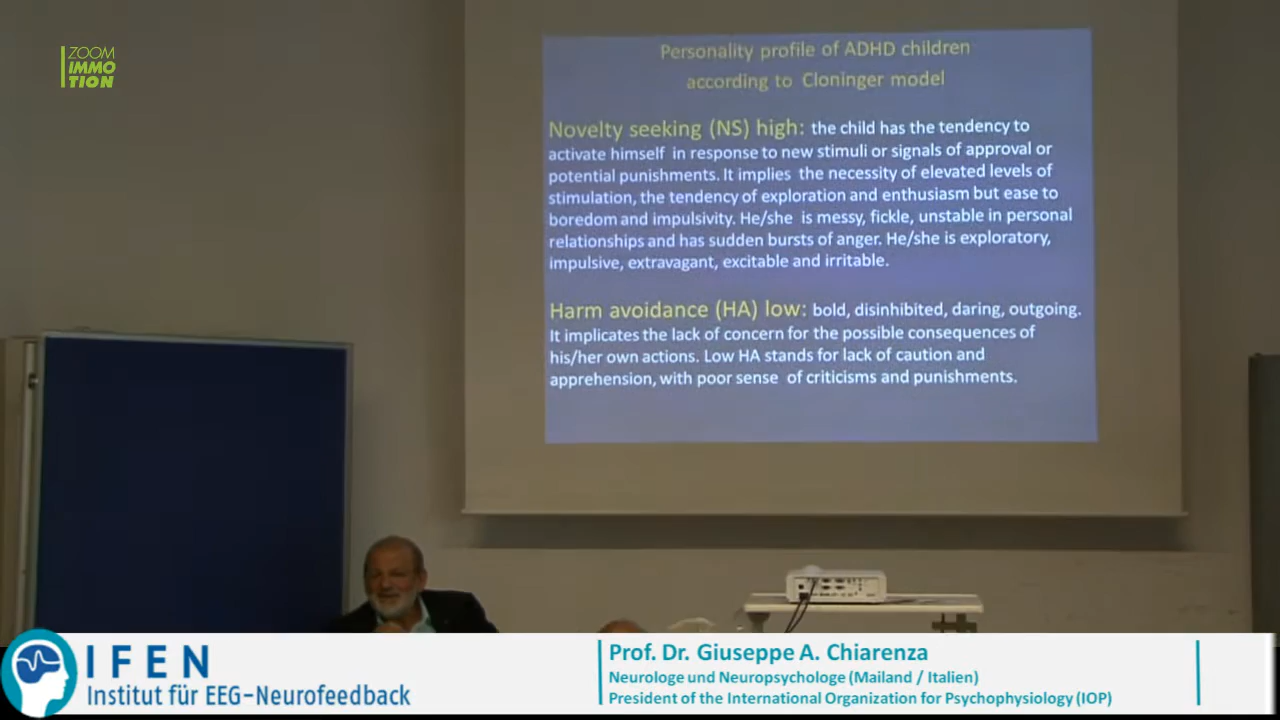 ZOOM
IMMO
TION
Personality profile of ADHD children
according to Cloninger model
Novelty seeking (NS) high: the child has the tendency to
activate himself in response to new stimuli or signals of approval or
potential punishments. It implies the necessity of elevated levels of
stimulation, the tendency of exploration and enthusiasm but ease to
boredom and impulsivity. He/she is messy, fickle, unstable in personal
relationships and has sudden bursts of anger. He/she is exploratory,
impulsive, extravagant, excitable and irritable.
Harm avoidance (HA) low: bold, disinhibited, daring, outgoing.
It implicates the lack of concern for the possible consequences of
his/her own actions. Low HA stands for lack of caution and
apprehension, with poor sense of criticisms and punishments.
IFEN
Institut für EEG-Neurofeedback
Prof. Dr. Giuseppe A. Chiarenza
Neurologe und Neuropsychologe (Mailand / Italien)
President of the International Organization for Psychophysiology (IOP)